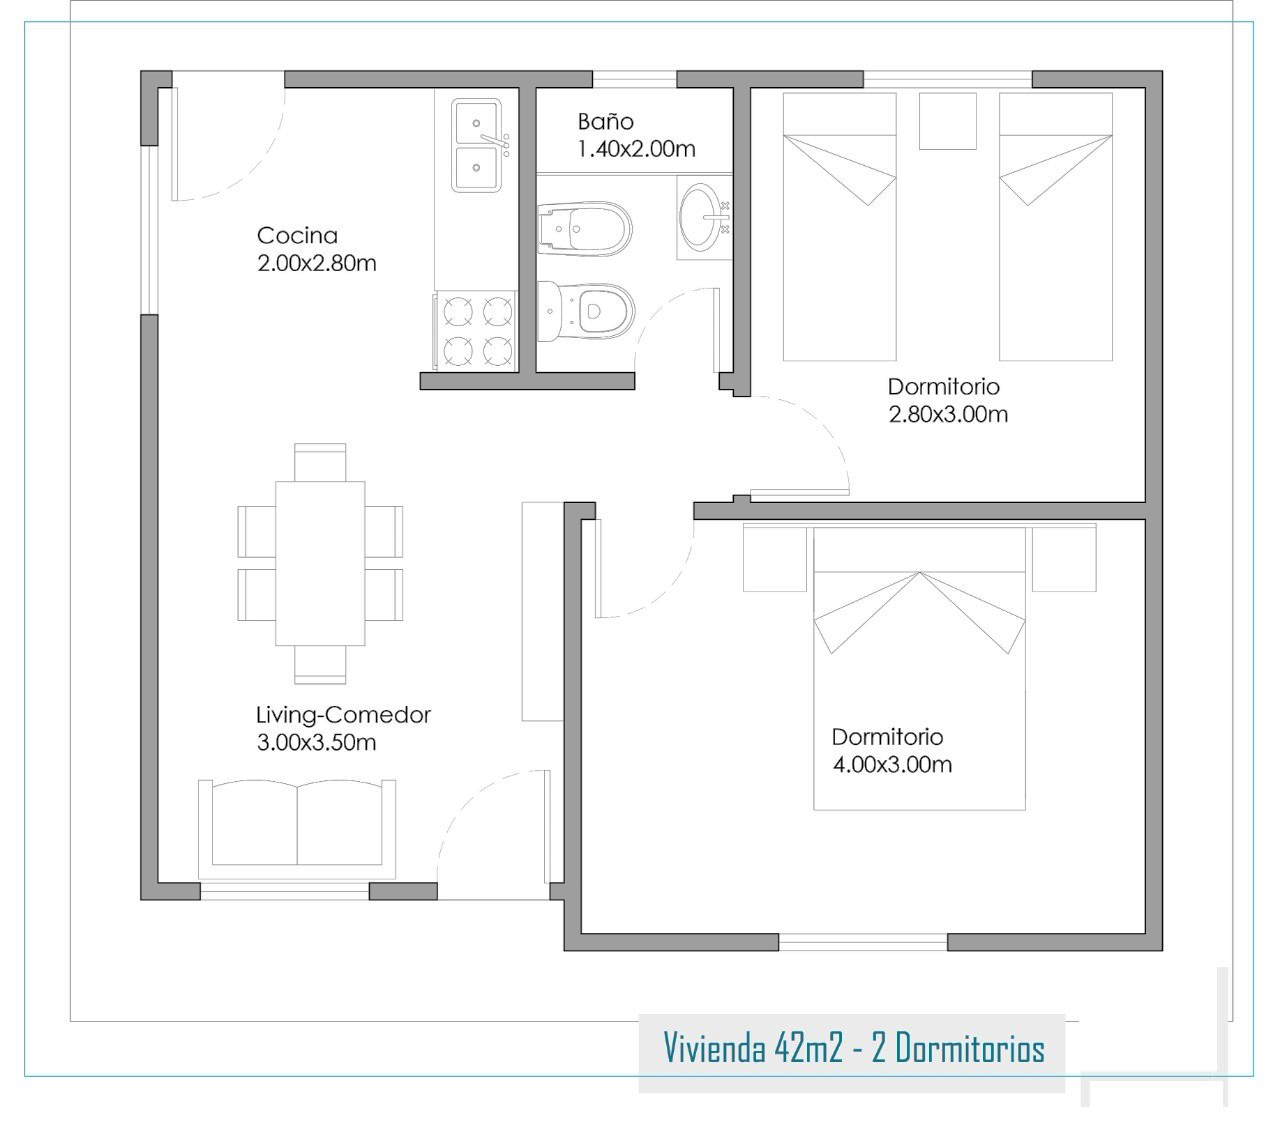 Baño
1.40x2.00m
Cocina
2.00x2.80m
Dormitorio
2.80x3.00m
Living-Comedor
3.00x3.50m
Dormitorio
4.00x3.00m
Vivienda 42m2 - 2 Dormitorios